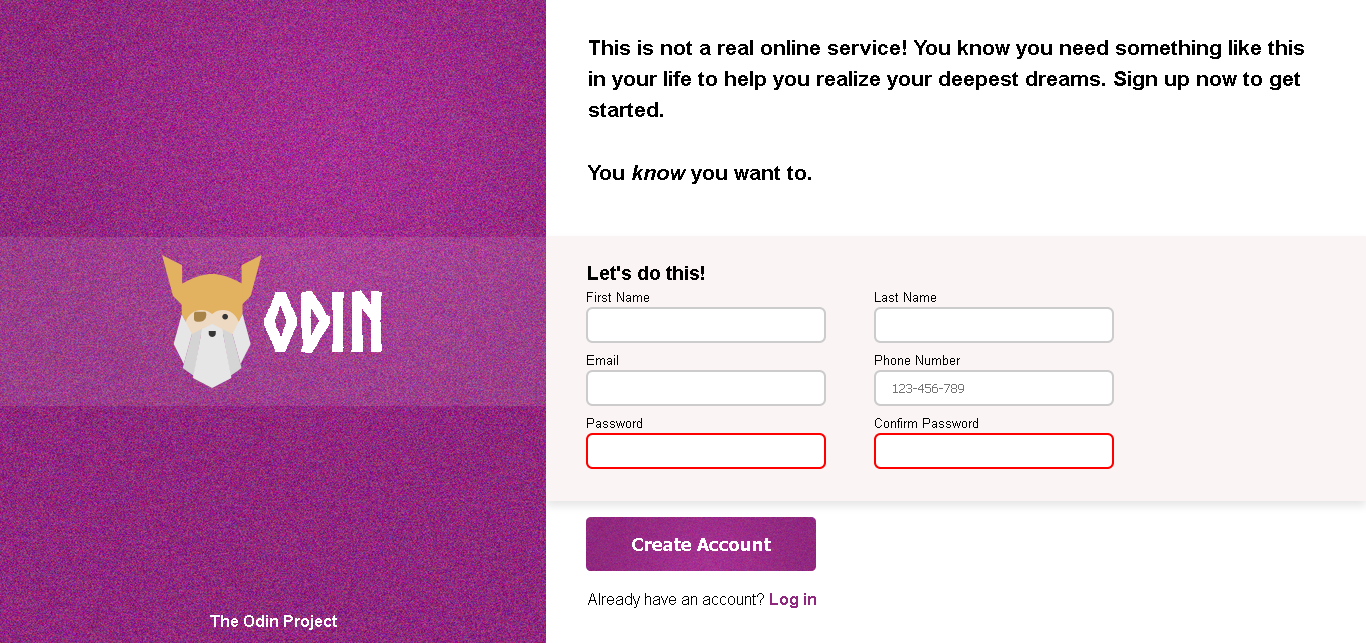 This is not a real online service! You know you need something like this
in your life to help you realize your deepest dreams. Sign up now to get
started.
You know you want to.
ODIN
Let's do this!
First Name
Last Name
Email
Phone Number
123-456-789
Password
Confirm Password
Create Account
Already have an account? Log in
The Odin Project